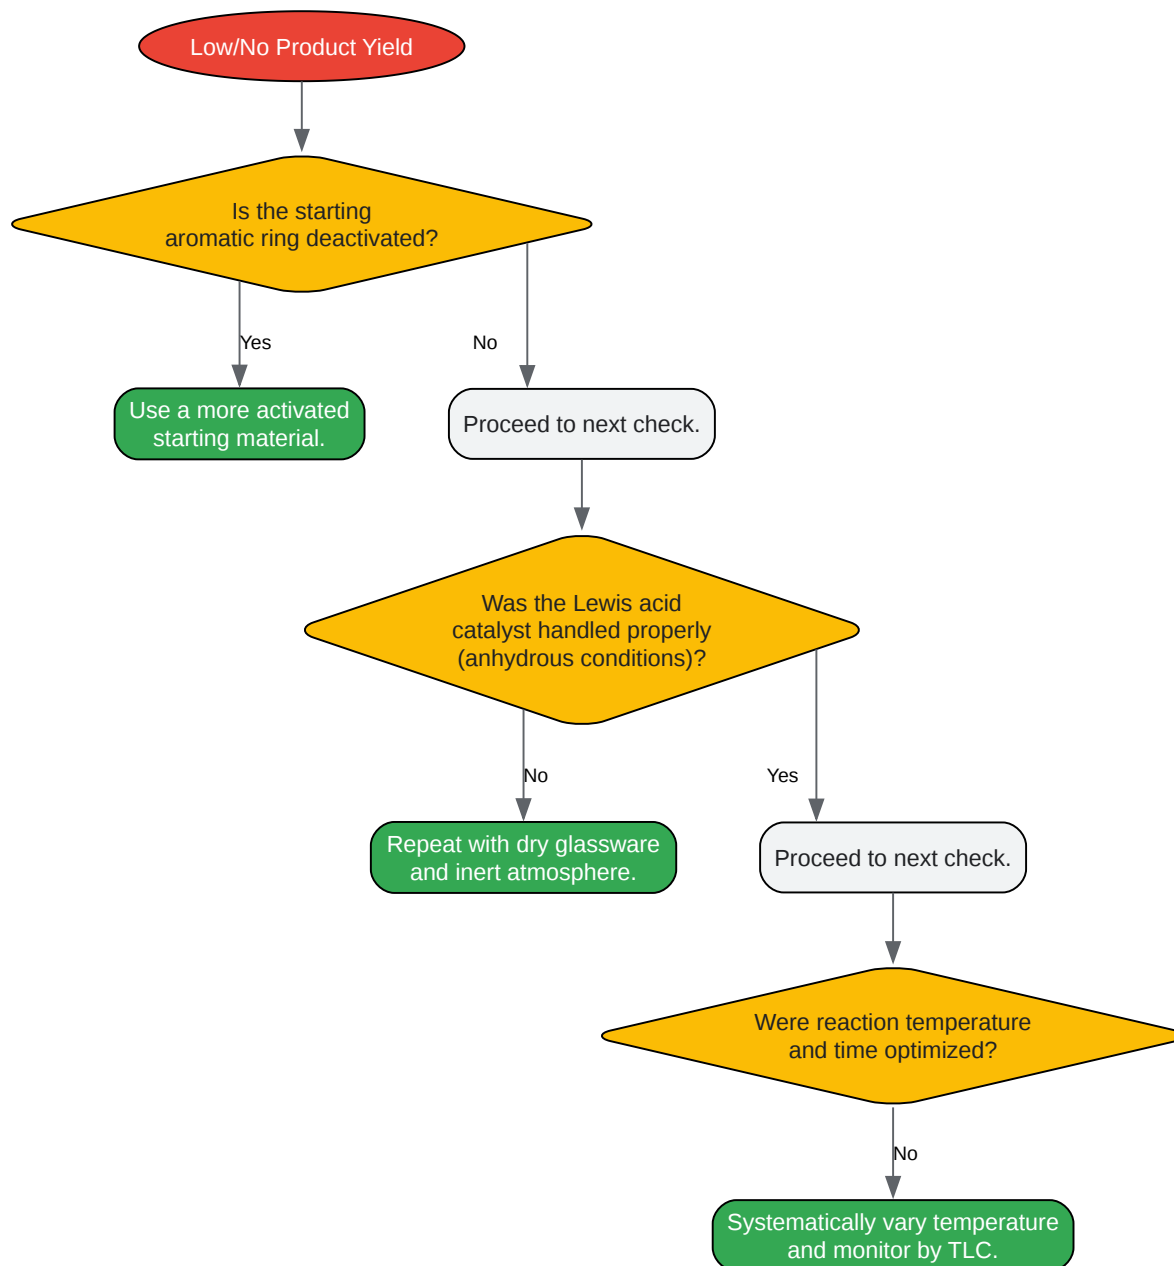 Low/No Product Yield
Is the starting
aromatic ring deactivated?
Yes
No
Use a more activated
starting material.
Proceed to next check.
Was the Lewis acid
catalyst handled properly
(anhydrous conditions)?
No
Yes
Repeat with dry glassware
and inert atmosphere.
Proceed to next check.
Were reaction temperature
and time optimized?
No
Systematically vary temperature
and monitor by TLC.